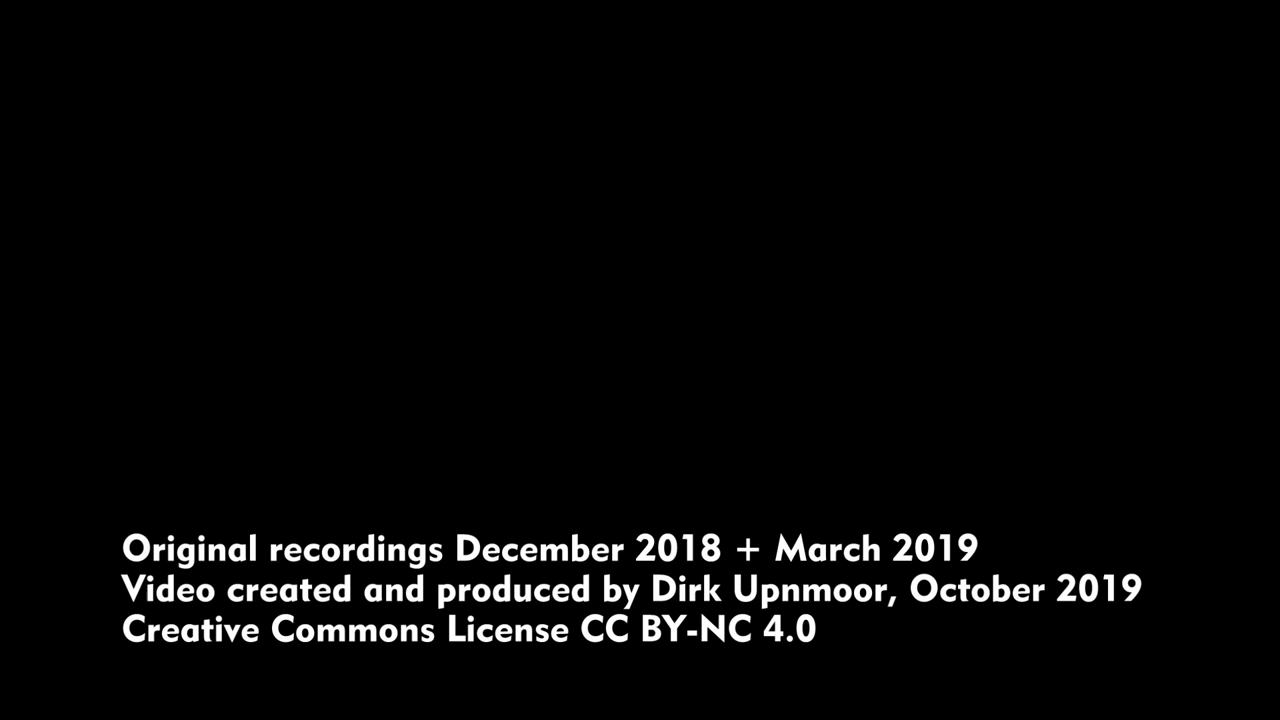 Original recordings December 2018 + March 2019
Video created and produced by Dirk Upnmoor, October 2019
Creative Commons License CC BY-NC 4.0